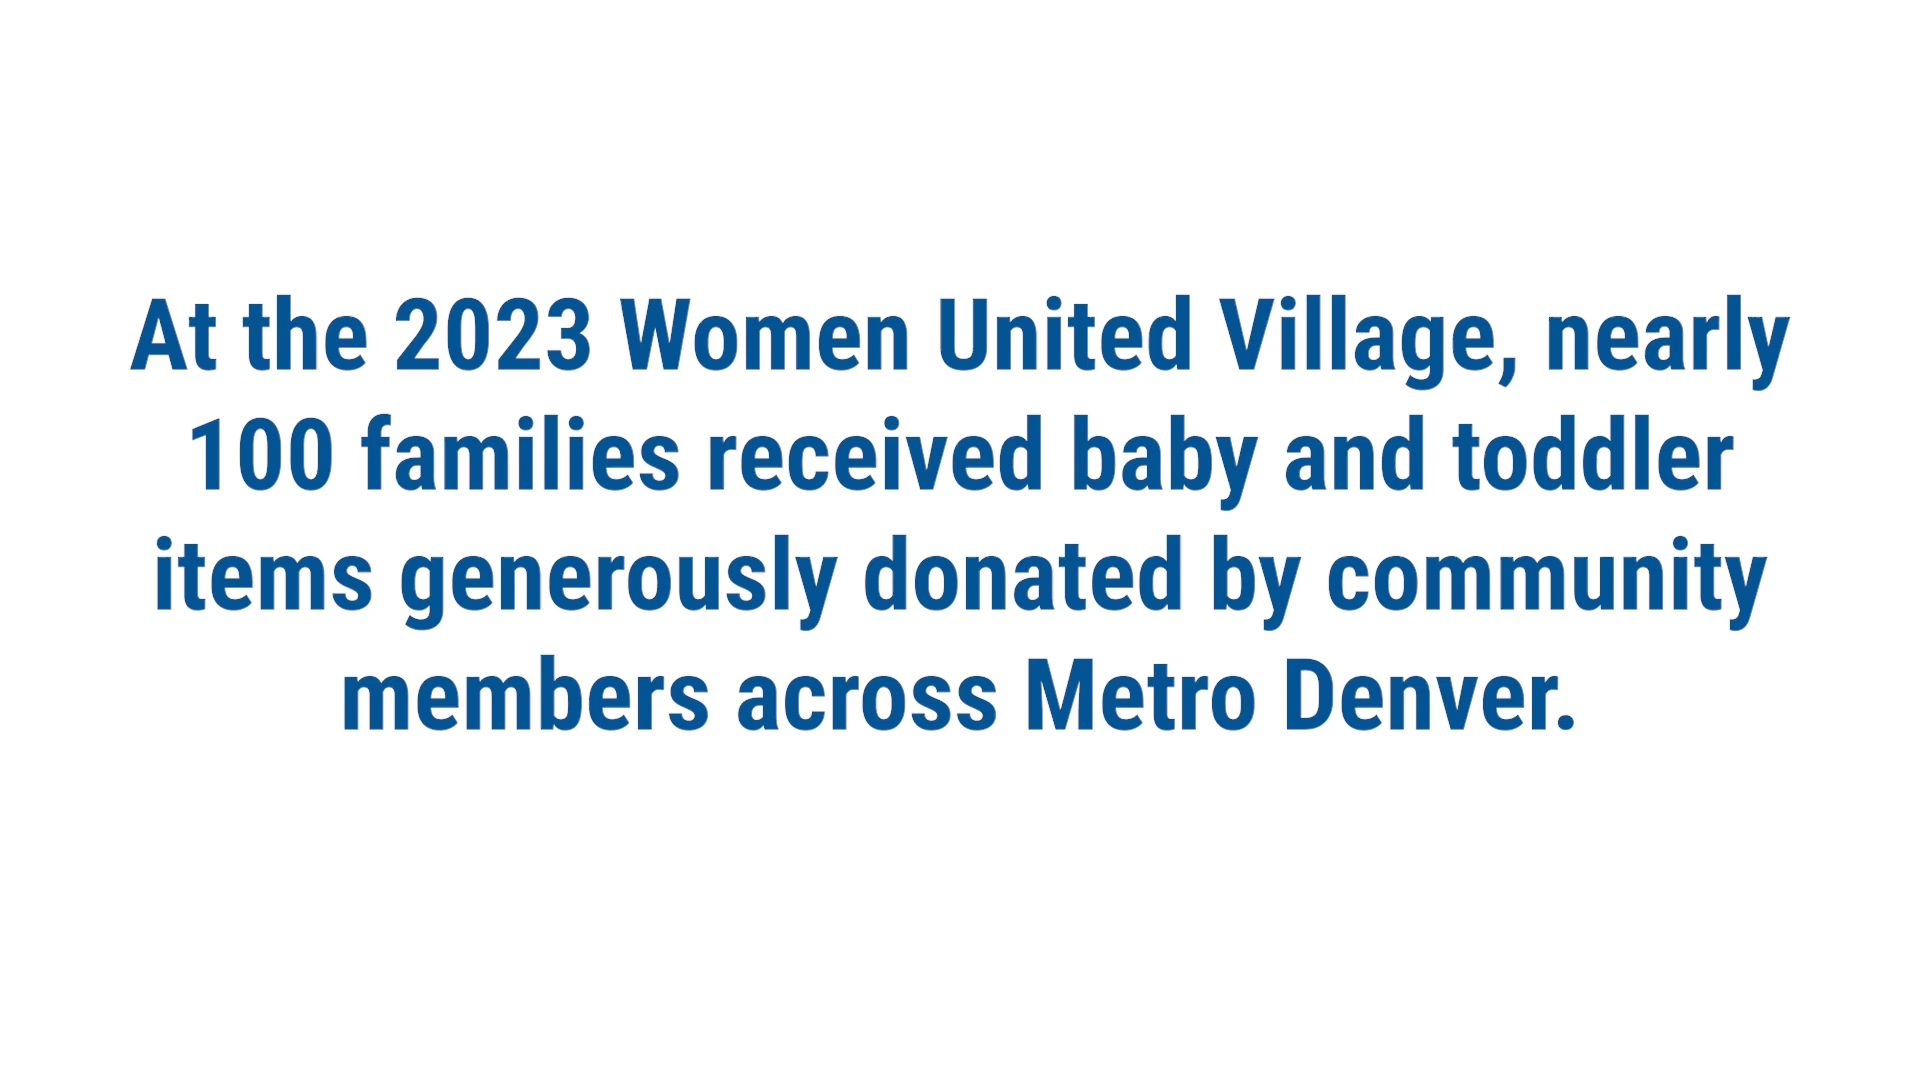 At the 2023 Women United Village, nearly
100 families received baby and toddler
items generously donated by community
members across Metro Denver.